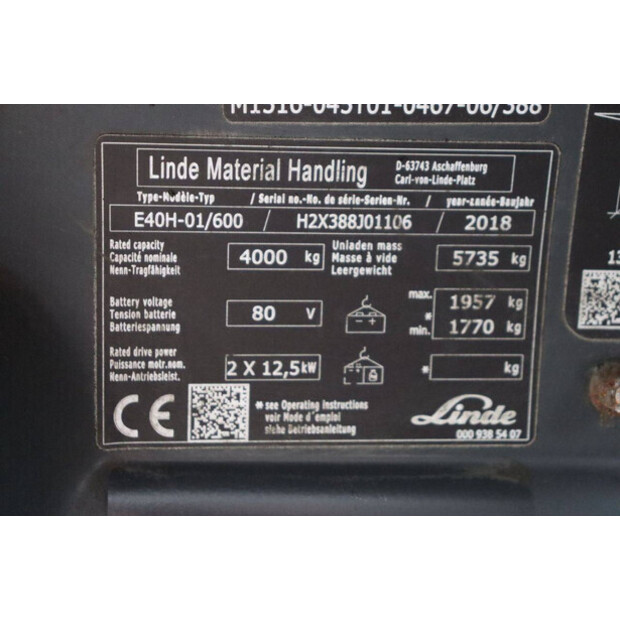 Linde Material Handling
D-63743 Aschaffenburg
Carl-von-Linde-Platz
Type-Modèle-Typ / Serial no.-No. de série-Serien-Nr. / year-année-Baujahr
E40H-01/600 / H2X388J01106 / 2018
Rated capacity
Capacité nominale
Nenn-Tragfähigkeit
4000 kg
Unladen mass
Masse à vide
Leergewicht
5735 kg
Battery voltage
Tension batterie
Batteriespannung
80 V
max. 1957 kg
*
min. 1770 kg
Rated drive power
Puissance motr.nom.
Nenn-Antriebsleist.
2 X 12,5kW
* kg
CE
* see Operating instructions
voir Mode d'emploi
siehe Betriebsanleitung
Linde
000 938 54 07
13